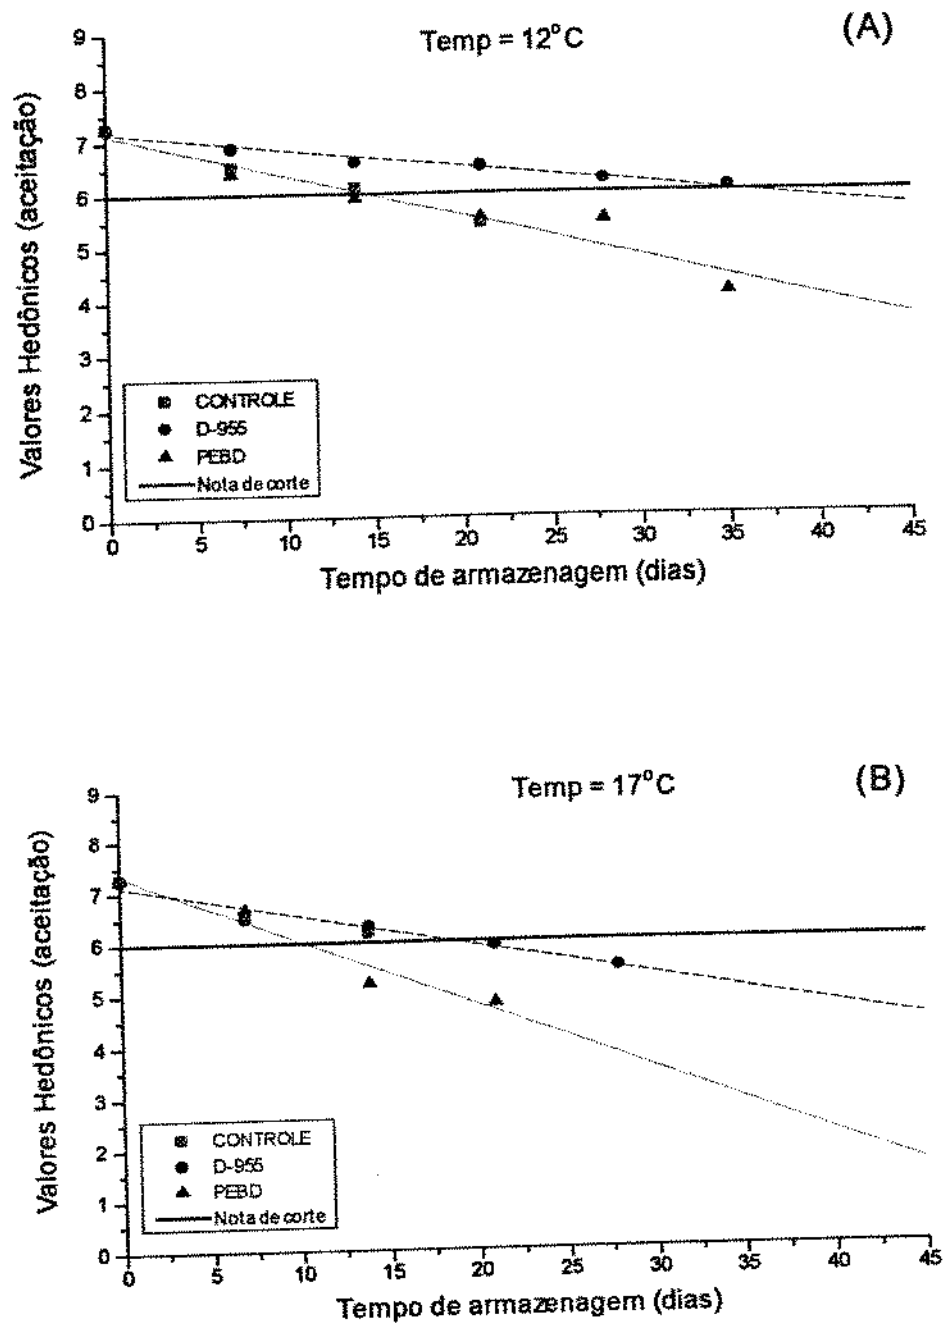 (A)
Temp = 12°C
Valores Hedônicos (aceitação)
9
8
7
6
5
4
3
2
1
0
CONTROLE
D-955
PEBD
Nota de corte
0 5 10 15 20 25 30 35 40 45
Tempo de armazenagem (dias)
(B)
Temp = 17°C
Valores Hedônicos (aceitação)
9
8
7
6
5
4
3
2
1
0
CONTROLE
D-955
PEBD
Nota de corte
0 5 10 15 20 25 30 35 40 45
Tempo de armazenagem (dias)